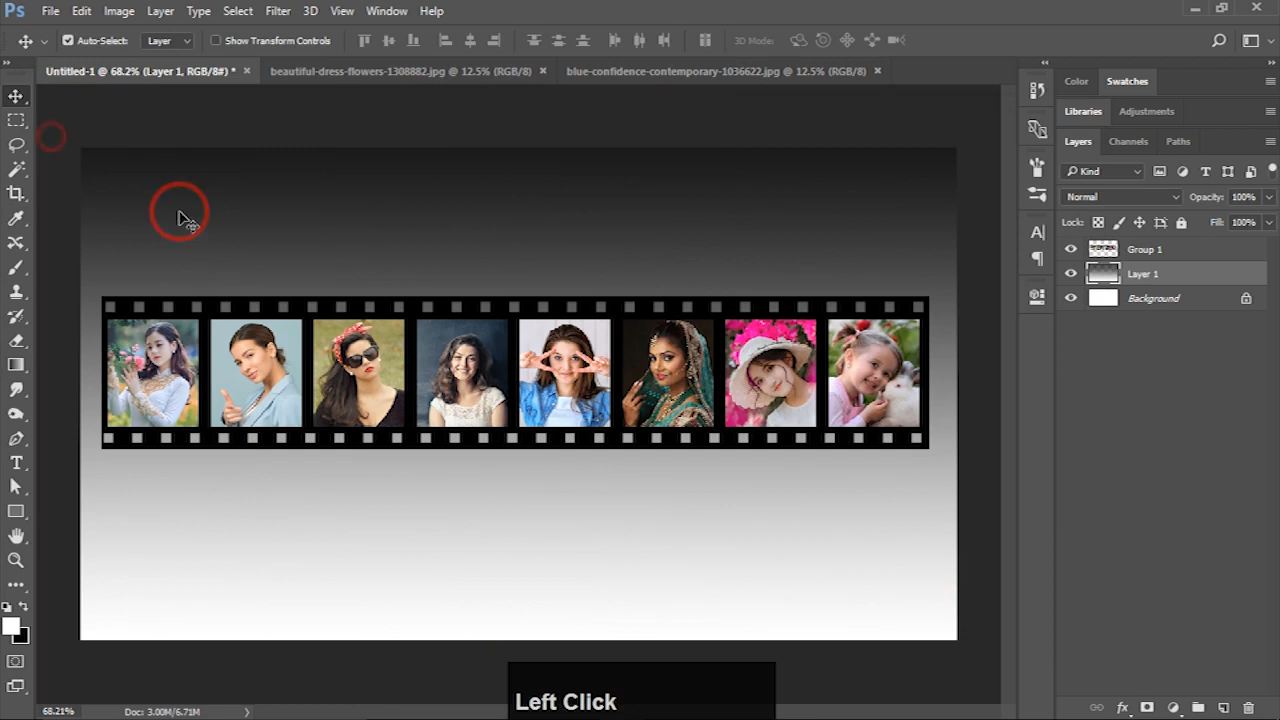 Ps File Edit Image Layer Type Select Filter 3D View Window Help
Auto-Select: Layer Show Transform Controls 3D Mode:
Untitled-1 @ 68.2% (Layer 1, RGB/8#) * beautiful-dress-flowers-1308882.jpg @ 12.5% (RGB/8) blue-confidence-contemporary-1036622.jpg @ 12.5% (RGB/8)
Color Swatches
Libraries Adjustments
Layers Channels Paths
Kind
Normal Opacity: 100%
Lock: Fill: 100%
Group 1
Layer 1
Background
Left Click
68.21% Doc: 3.00M/6.71M